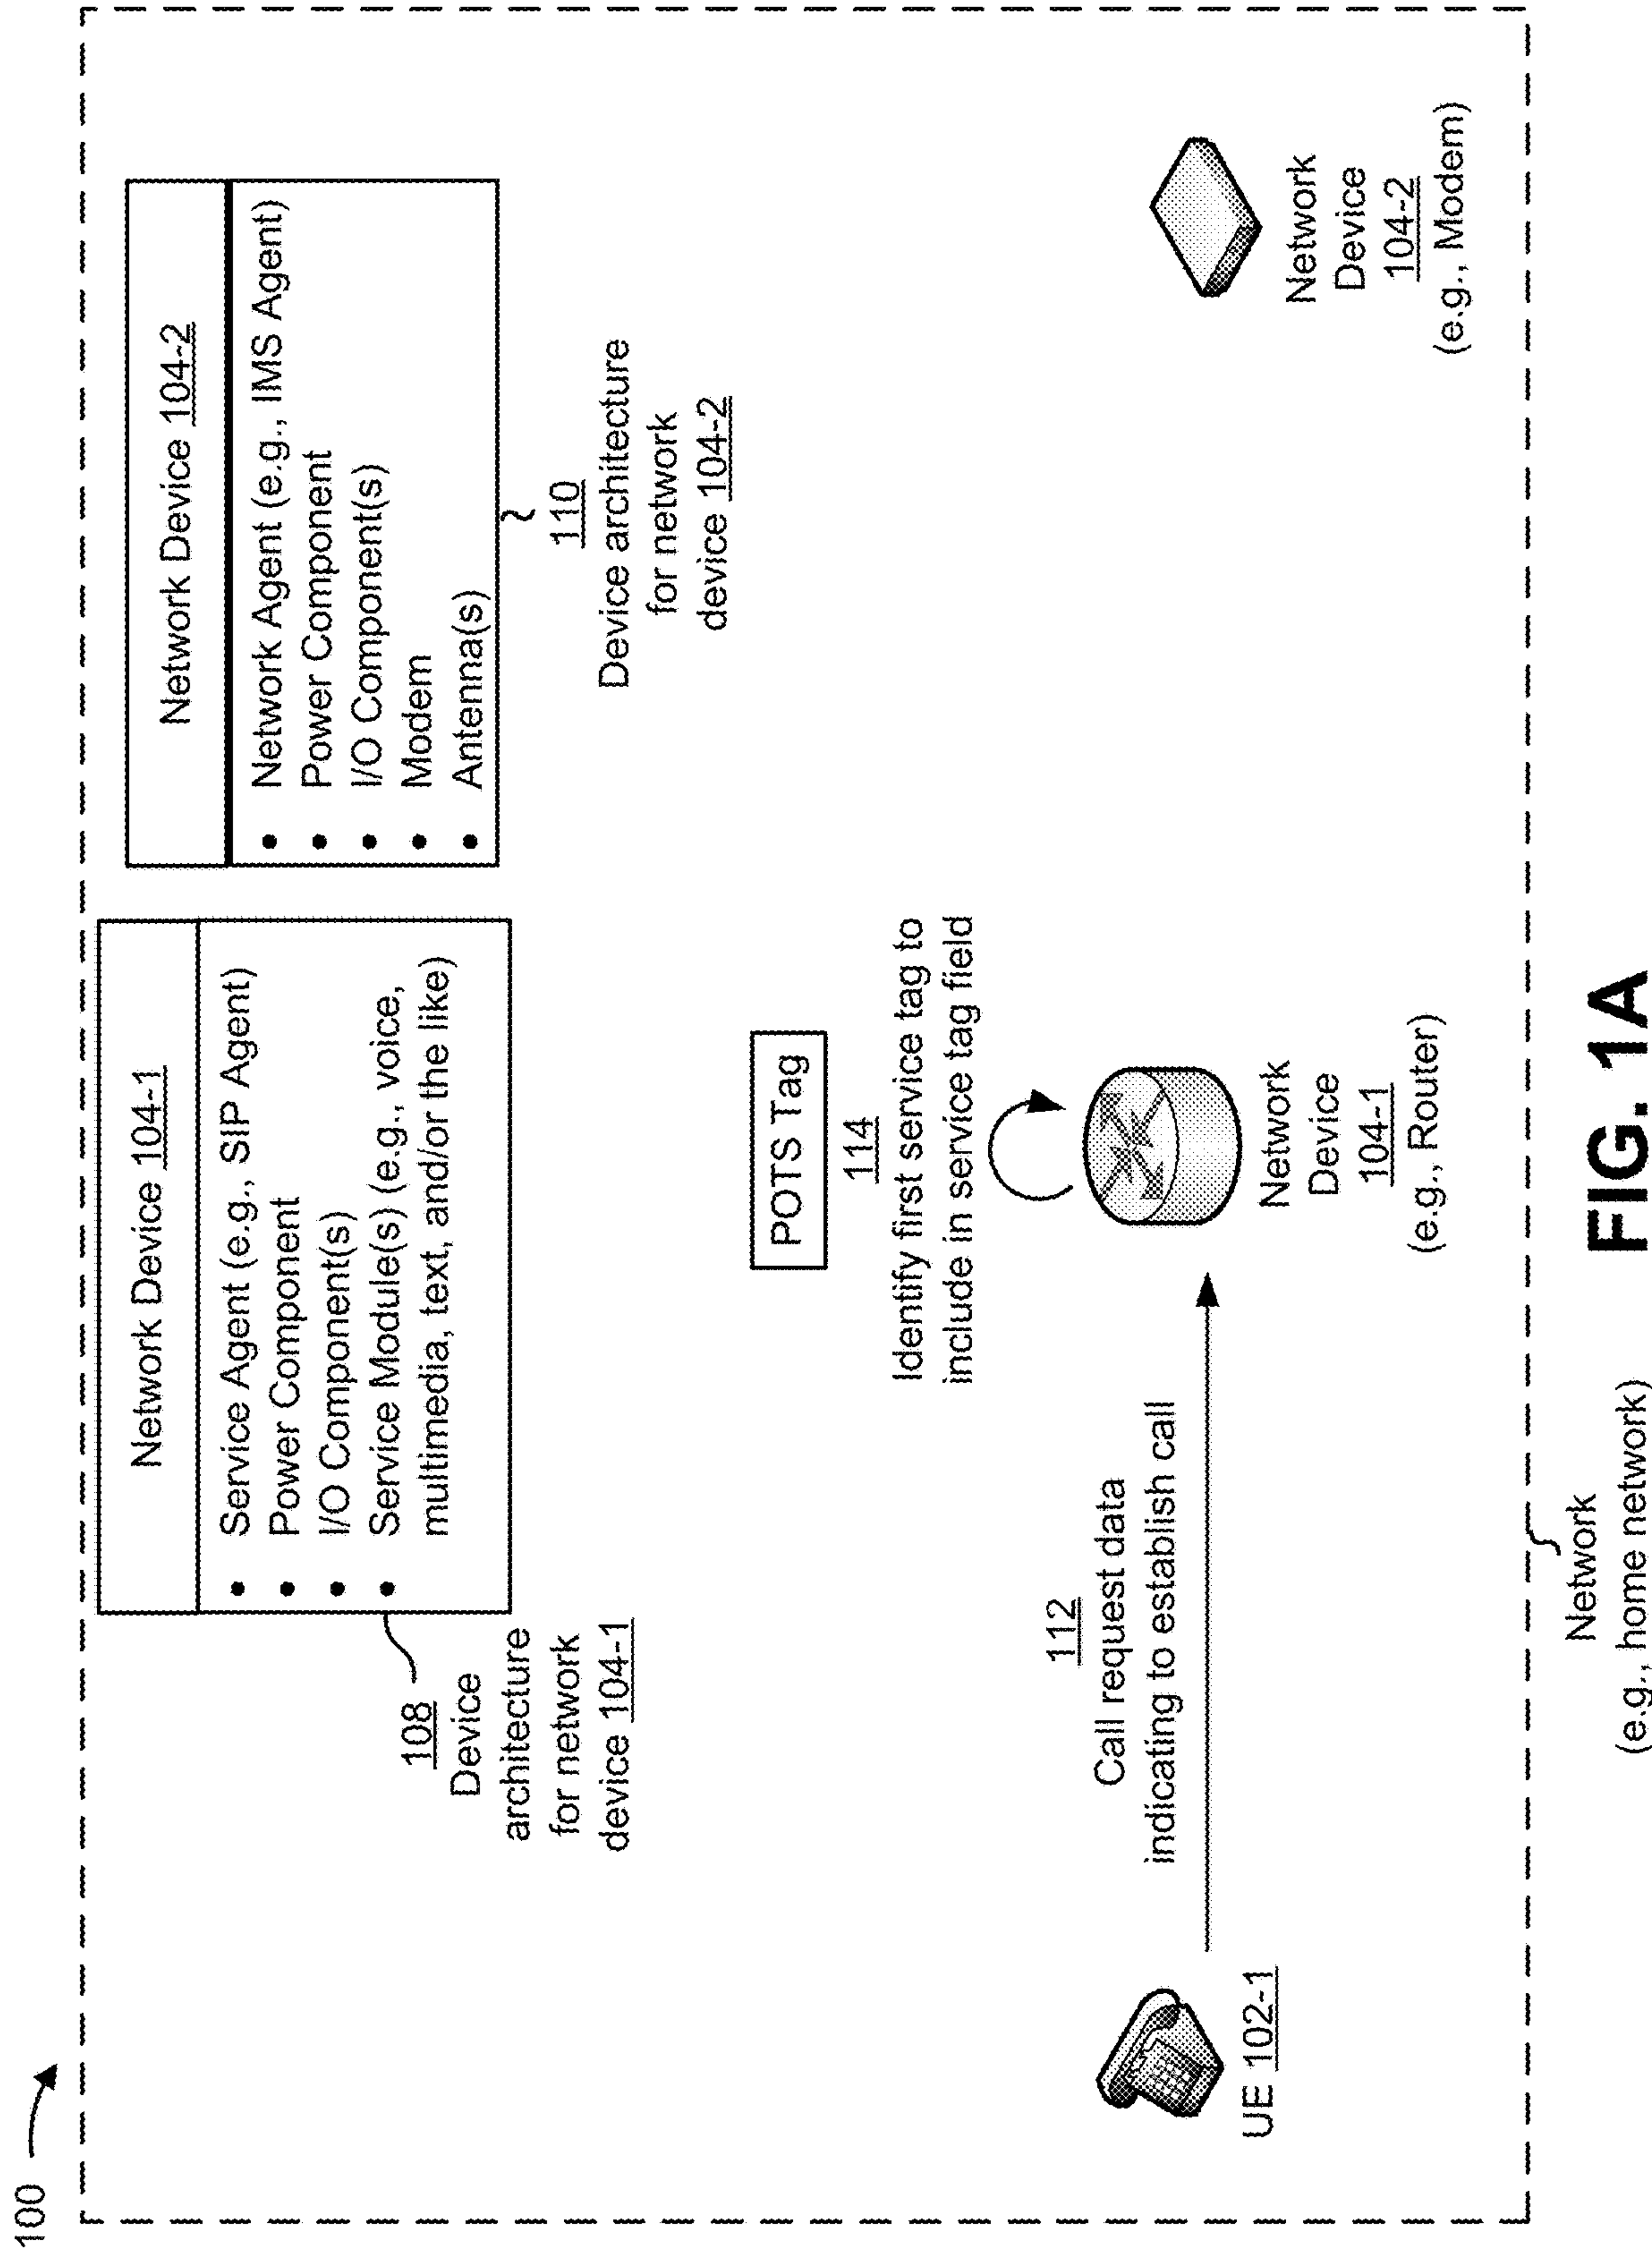 100
Network Device 104-1
• Service Agent (e.g., SIP Agent)
• Power Component
• I/O Component(s)
• Service Module(s) (e.g., voice,
multimedia, text, and/or the like)
108
Device
architecture
for network
device 104-1
Network Device 104-2
• Network Agent (e.g., IMS Agent)
• Power Component
• I/O Component(s)
• Modem
• Antenna(s)
110
Device architecture
for network
device 104-2
POTS Tag
114
Identify first service tag to
include in service tag field
112
Call request data
indicating to establish call
UE 102-1
Network
Device
104-1
(e.g., Router)
Network
Device
104-2
(e.g., Modem)
Network
(e.g., home network)
FIG. 1A